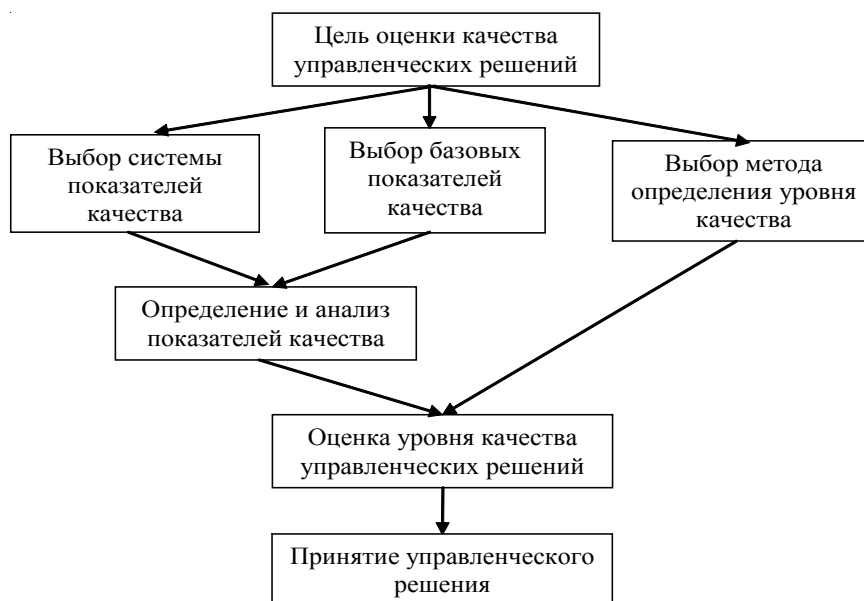 Цель оценки качества
управленческих решений
Выбор системы
показателей
качества
Выбор базовых
показателей
качества
Выбор метода
определения уровня
качества
Определение и анализ
показателей качества
Оценка уровня качества
управленческих решений
Принятие управленческого
решения